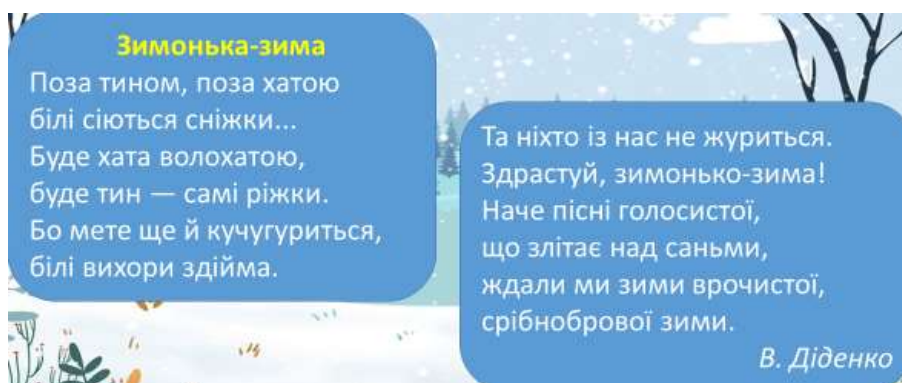 Зимонька-зима
Поза тином, поза хатою
білі сіються сніжки...
Буде хата волохатою,
буде тин — самі ріжки.
Бо мете ще й кучугуриться,
білі вихори здійма.
Та ніхто із нас не журиться.
Здрастуй, зимонько-зима!
Наче пісні голосистої,
що злітає над саньми,
ждали ми зими врочистої,
срібнобрової зими.
В. Діденко